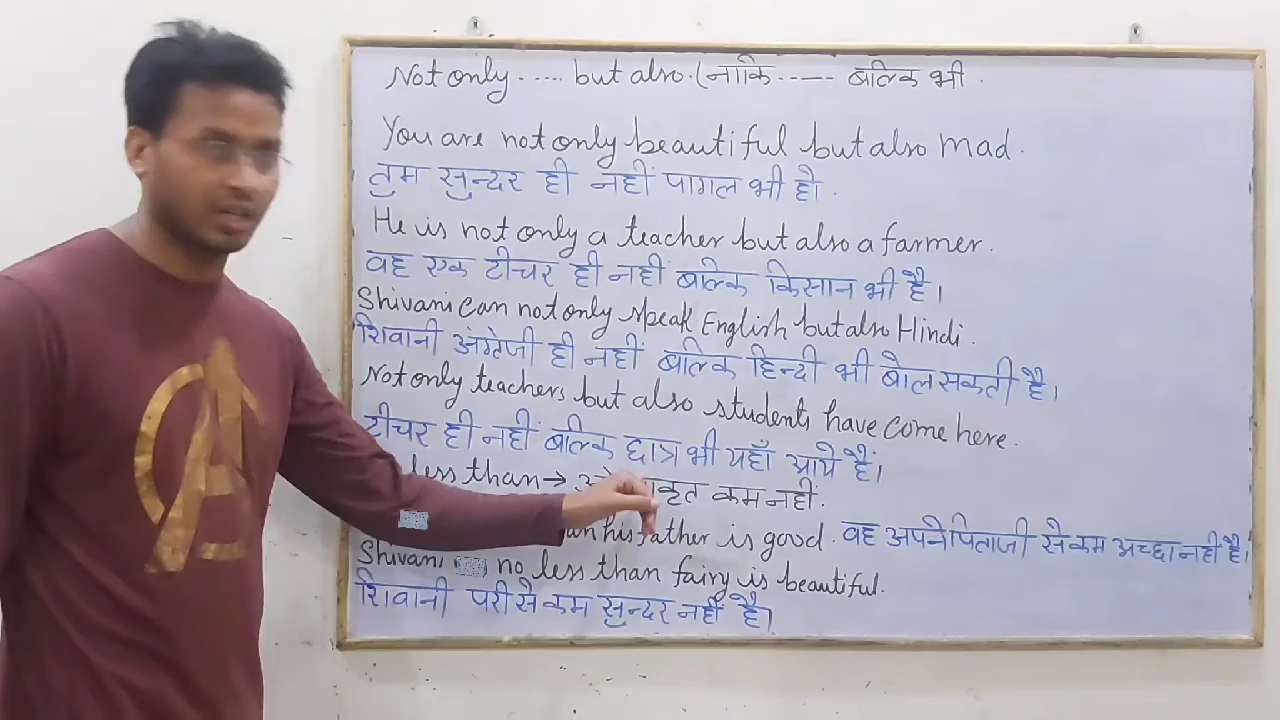 Not only ..... but also. (नाकि ----- बल्कि भी .
You are not only beautiful but also mad.
तुम सुन्दर ही नहीं पागल भी हो .
He is not only a teacher but also a farmer.
वह एक टीचर ही नहीं बल्कि किसान भी है।
Shivani can not only speak English but also Hindi.
शिवानी अंग्रेजी ही नहीं बल्कि हिन्दी भी बोल सकती है।
Not only teachers but also students have come here.
टीचर ही नहीं बल्कि छात्र भी यहाँ आये हैं।
less than → कम नहीं.
his father is good. वह अपने पिताजी से कम अच्छा नहीं है।
Shivani no less than fairy is beautiful.
शिवानी परी से कम सुन्दर नहीं है।